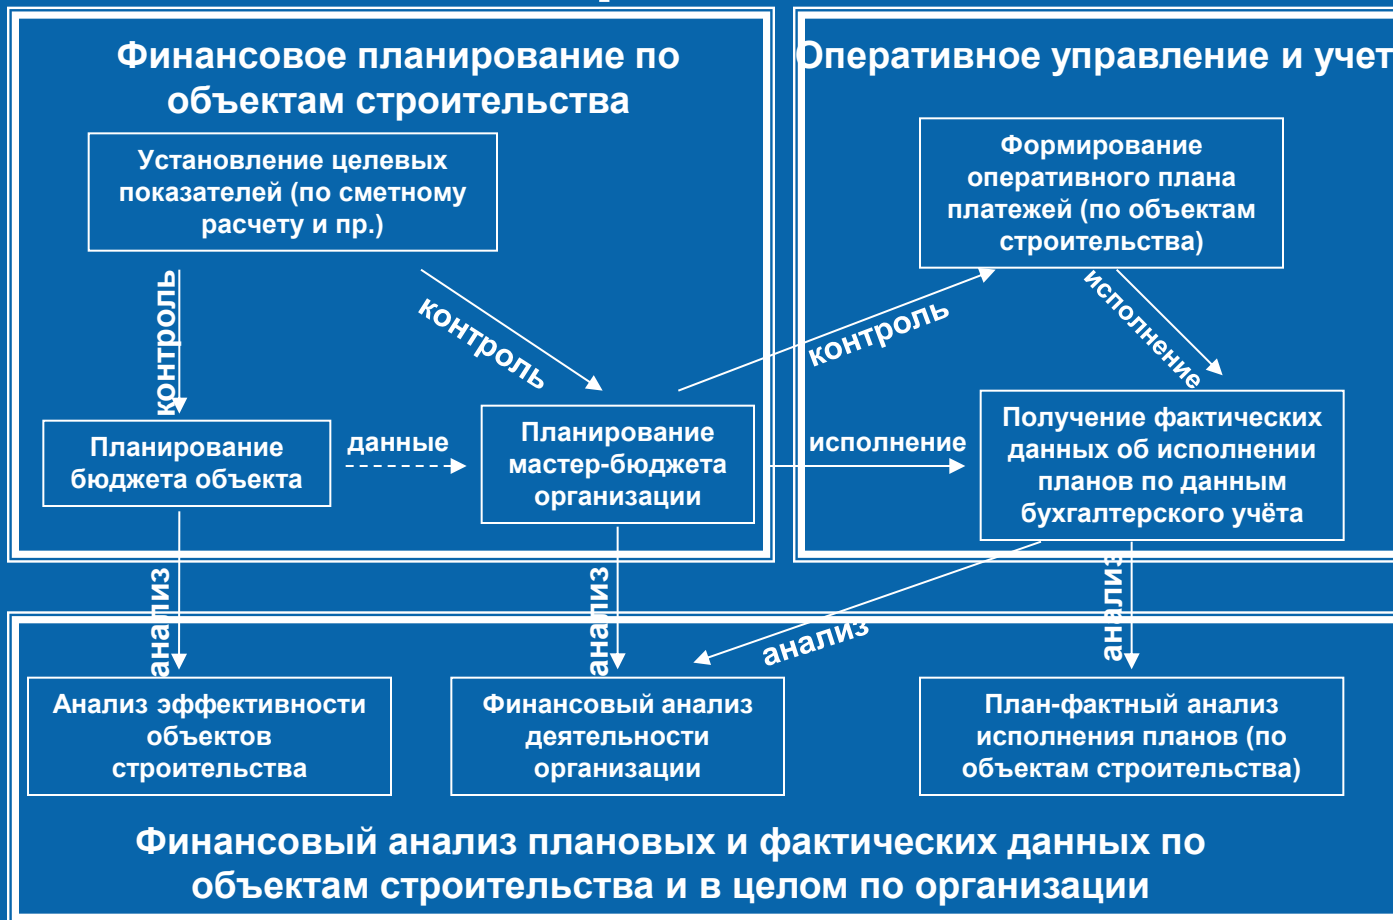 Финансовое планирование по
объектам строительства
Установление целевых
показателей (по сметному
расчету и пр.)
контроль
контроль
Планирование
бюджета объекта
данные
Планирование
мастер-бюджета
организации
Оперативное управление и учет
Формирование
оперативного плана
платежей (по объектам
строительства)
контроль
исполнение
исполнение
Получение фактических
данных об исполнении
планов по данным
бухгалтерского учёта
анализ
анализ
анализ
анализ
Анализ эффективности
объектов
строительства
Финансовый анализ
деятельности
организации
План-фактный анализ
исполнения планов (по
объектам строительства)
Финансовый анализ плановых и фактических данных по
объектам строительства и в целом по организации